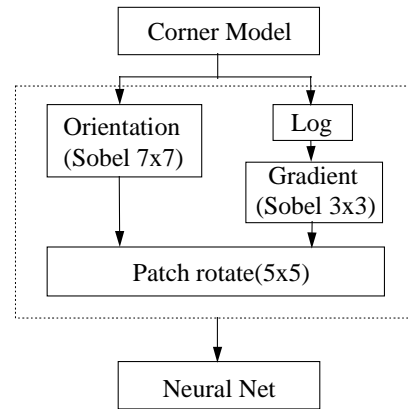 Corner Model
Orientation
(Sobel 7x7)
Log
Gradient
(Sobel 3x3)
Patch rotate(5x5)
Neural Net